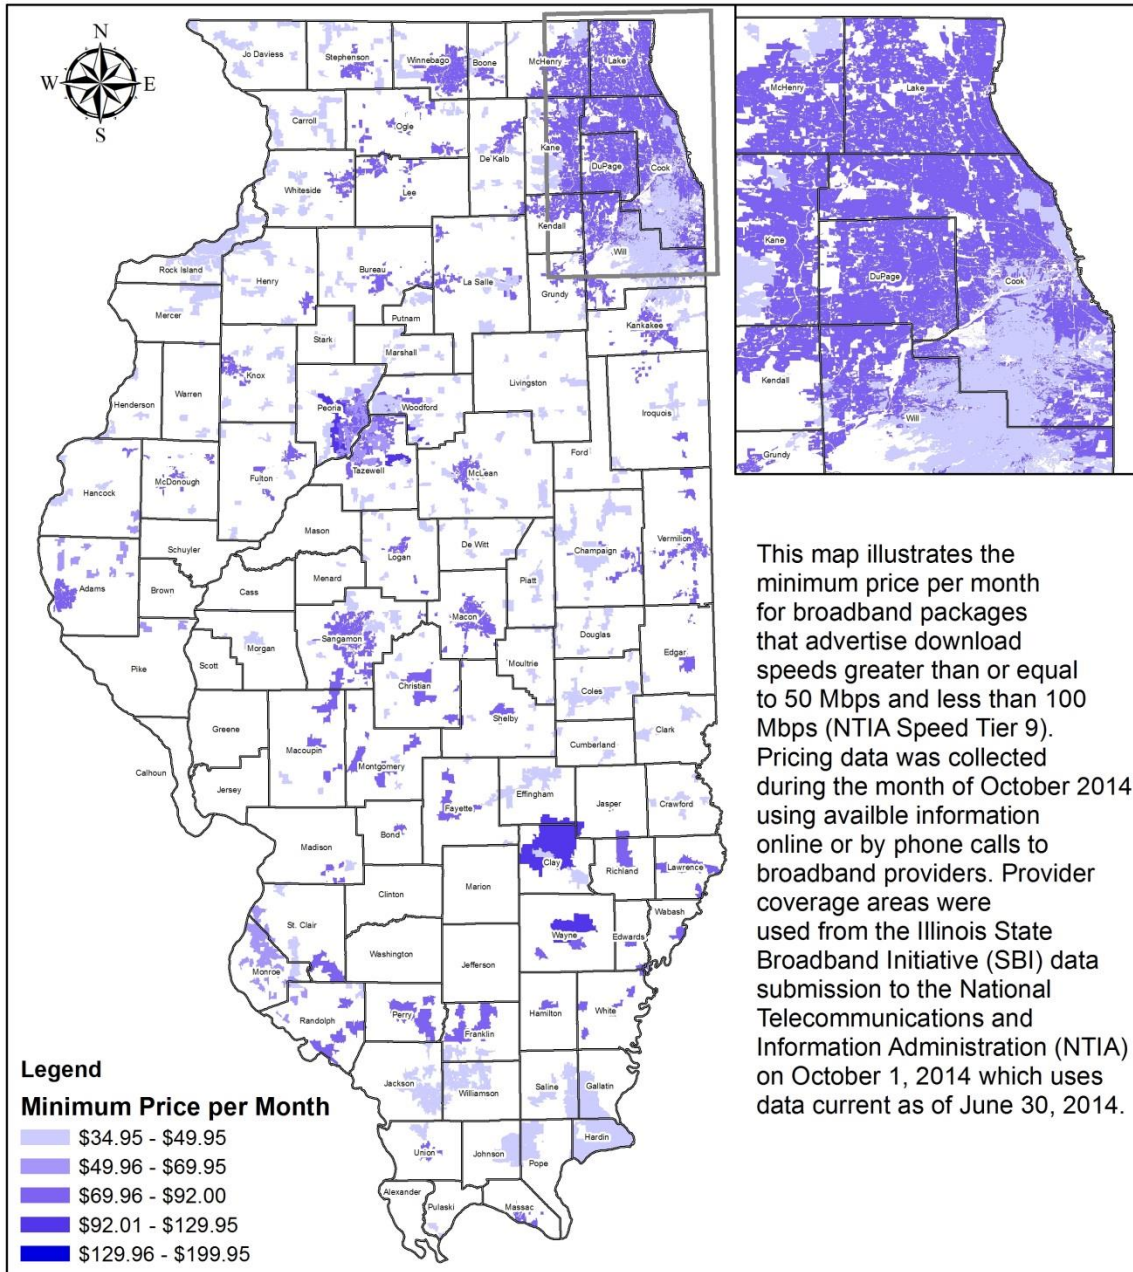 N
W E
S
Jo Daviess
Stephenson
Winnebago
Boone
McHenry
Lake
Carroll
Ogle
De Kalb
Kane
DuPage
Cook
Whiteside
Lee
Kendall
Will
Rock Island
Henry
Bureau
La Salle
Grundy
Mercer
Putnam
Kankakee
Stark
Marshall
Knox
Warren
Henderson
Peoria
Woodford
Livingston
Iroquois
Ford
Tazewell
McLean
Hancock
McDonough
Fulton
Mason
Schuyler
Logan
De Witt
Champaign
Vermilion
Adams
Brown
Cass
Menard
Piatt
Macon
Sangamon
Morgan
Scott
Pike
Douglas
Moultrie
Edgar
Christian
Coles
Shelby
Greene
Macoupin
Montgomery
Cumberland
Clark
Calhoun
Jersey
Fayette
Effingham
Jasper
Crawford
Madison
Bond
Clay
Richland
Lawrence
Clinton
Marion
St. Clair
Wayne
Edwards
Wabash
Washington
Jefferson
Monroe
Randolph
Perry
Franklin
Hamilton
White
Jackson
Williamson
Saline
Gallatin
Union
Johnson
Pope
Hardin
Alexander
Pulaski
Massac
McHenry
Lake
Kane
DuPage
Cook
Kendall
Will
Grundy
This map illustrates the
minimum price per month
for broadband packages
that advertise download
speeds greater than or equal
to 50 Mbps and less than 100
Mbps (NTIA Speed Tier 9).
Pricing data was collected
during the month of October 2014
using availble information
online or by phone calls to
broadband providers. Provider
coverage areas were
used from the Illinois State
Broadband Initiative (SBI) data
submission to the National
Telecommunications and
Information Administration (NTIA)
on October 1, 2014 which uses
data current as of June 30, 2014.
Legend
Minimum Price per Month
$34.95 - $49.95
$49.96 - $69.95
$69.96 - $92.00
$92.01 - $129.95
$129.96 - $199.95